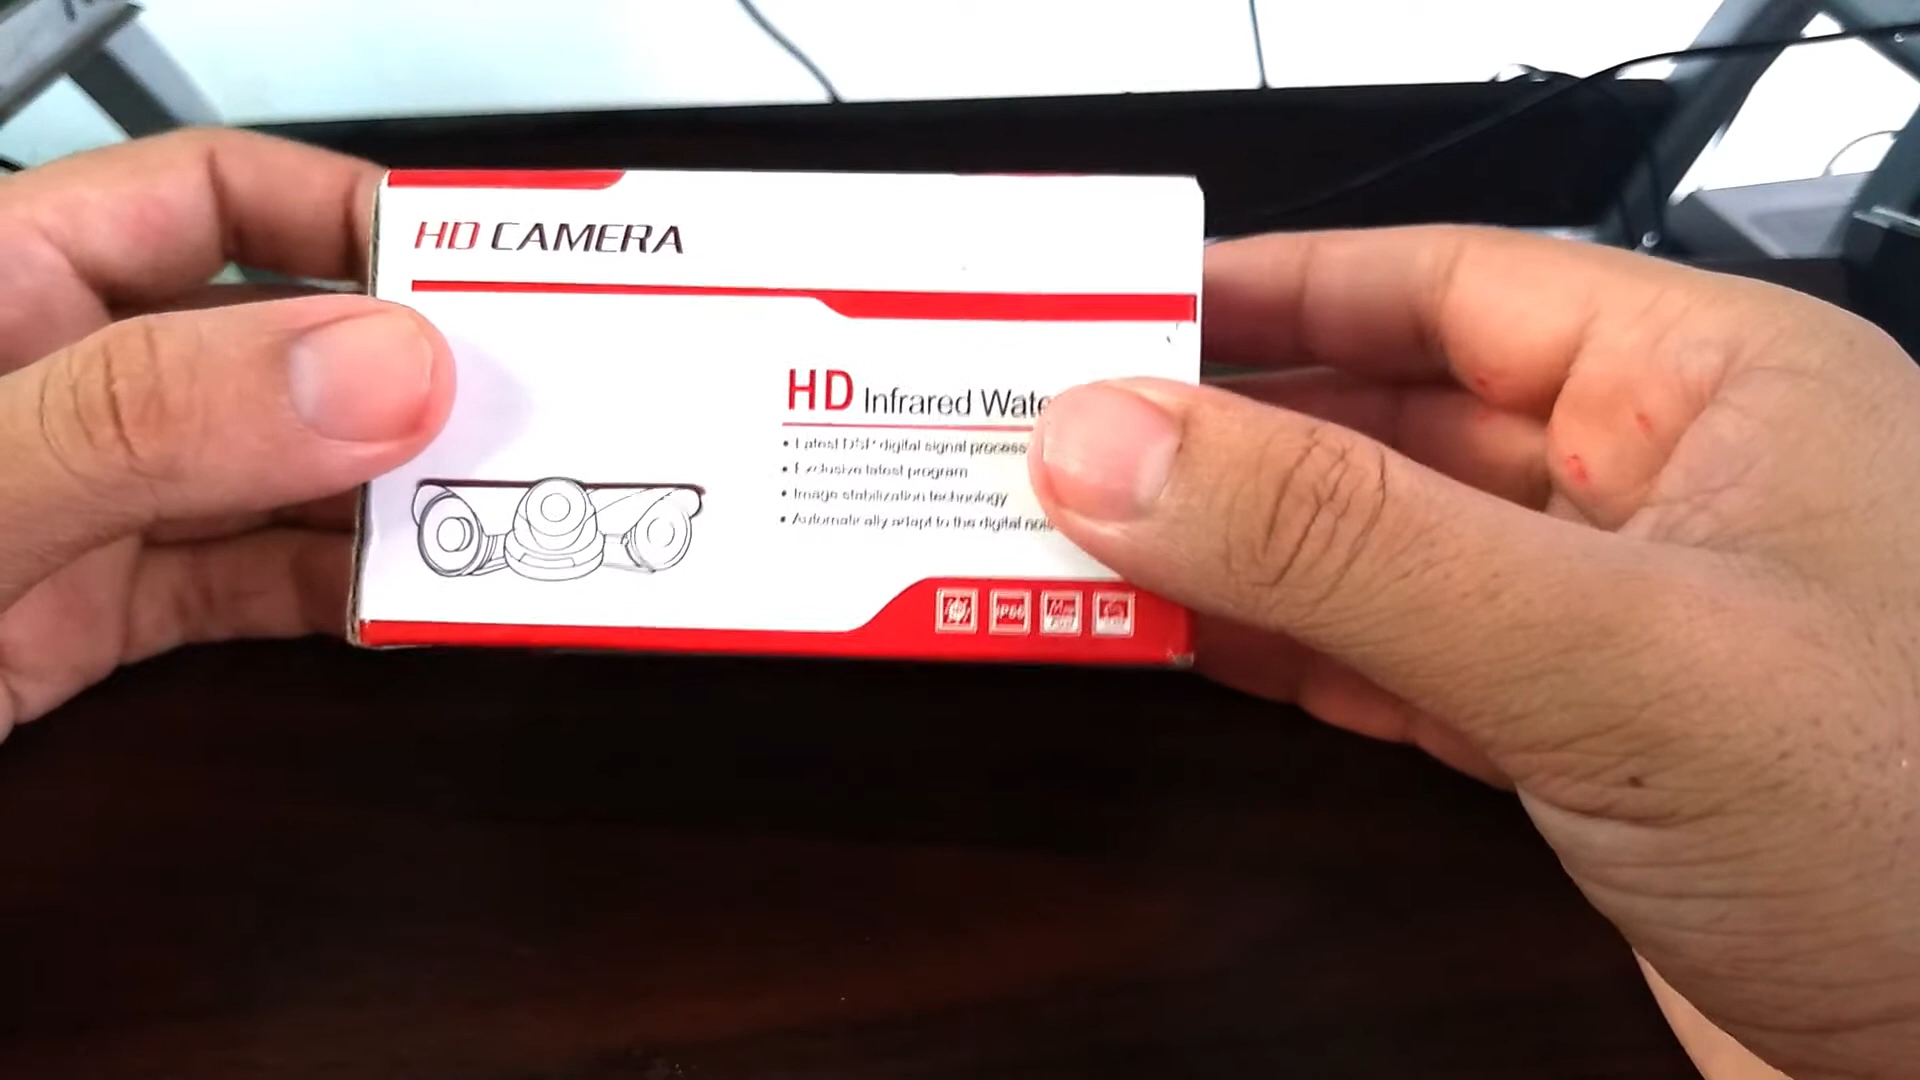 HD CAMERA
HD Infrared Wate
• Latest DSP digital signal process
• Exclusive latest program
• Image stabilization technology
• Automatically adapt to the digital
IP66